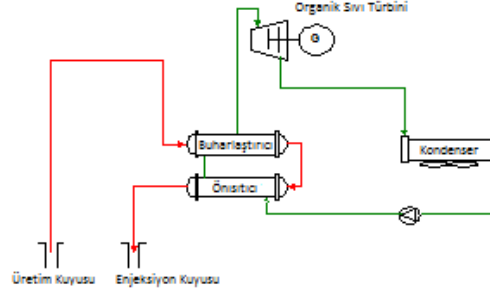 Organik Sıvı Türbini
G
Buharlaştırıcı
Kondenser
Önısıtıcı
Üretim Kuyusu
Enjeksiyon Kuyusu